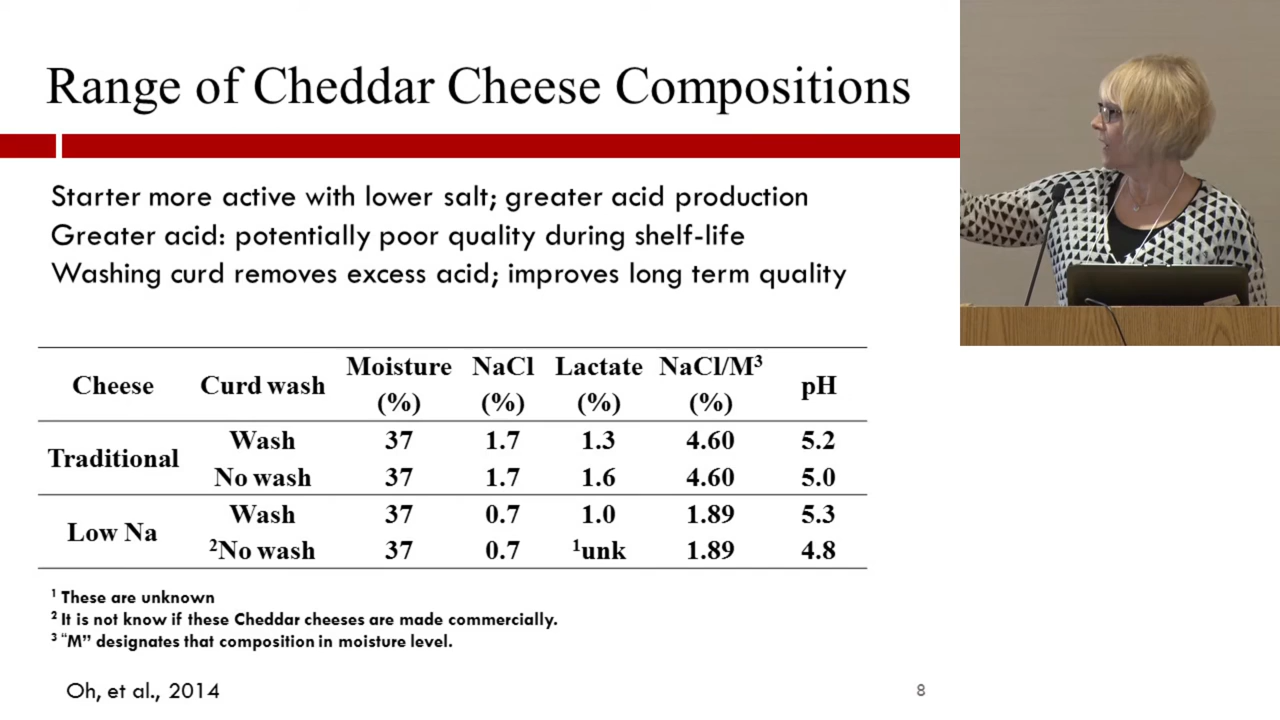 Range of Cheddar Cheese Compositions
Starter more active with lower salt; greater acid production
Greater acid: potentially poor quality during shelf-life
Washing curd removes excess acid; improves long term quality
Cheese Curd wash Moisture (%) NaCl (%) Lactate (%) NaCl/M³ (%) pH
Traditional Wash 37 1.7 1.3 4.60 5.2
No wash 37 1.7 1.6 4.60 5.0
Low Na Wash 37 0.7 1.0 1.89 5.3
²No wash 37 0.7 ¹unk 1.89 4.8
¹ These are unknown
² It is not know if these Cheddar cheeses are made commercially.
³ “M” designates that composition in moisture level.
Oh, et al., 2014
8